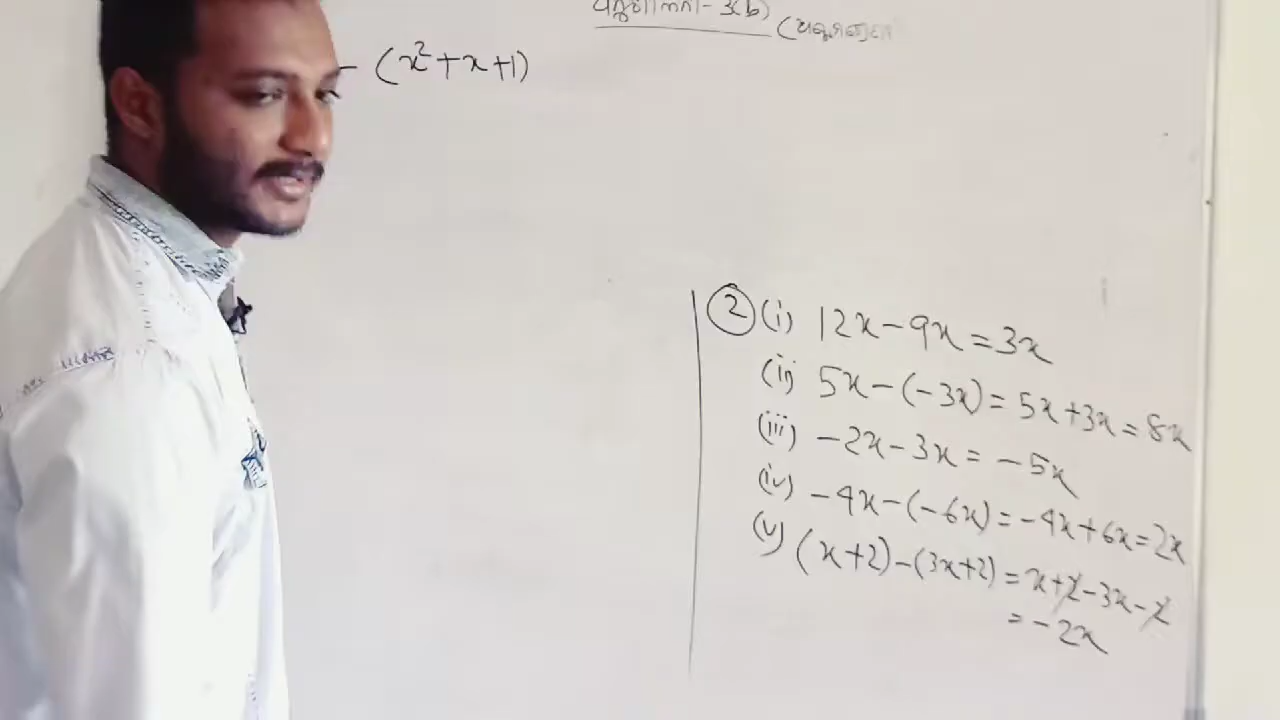 - 3(b)
- (x² + x + 1)
② (i) 12x - 9x = 3x
(ii) 5x - (-3x) = 5x + 3x = 8x
(iii) -2x - 3x = -5x
(iv) -4x - (-6x) = -4x + 6x = 2x
(v) (x + 2) - (3x + 2) = x + 2 - 3x - 2
= -2x